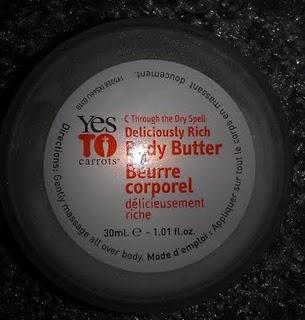 Yes
TO
carrots
C Through the Dry Spell
Deliciously Rich
Body Butter
Beurre
corporel
délicieusement
riche
30mL. e - 1.01 fl.oz.
Directions: Gently massage all over body. Mode d'emploi: Appliquer sur tout le corps en massant doucement.